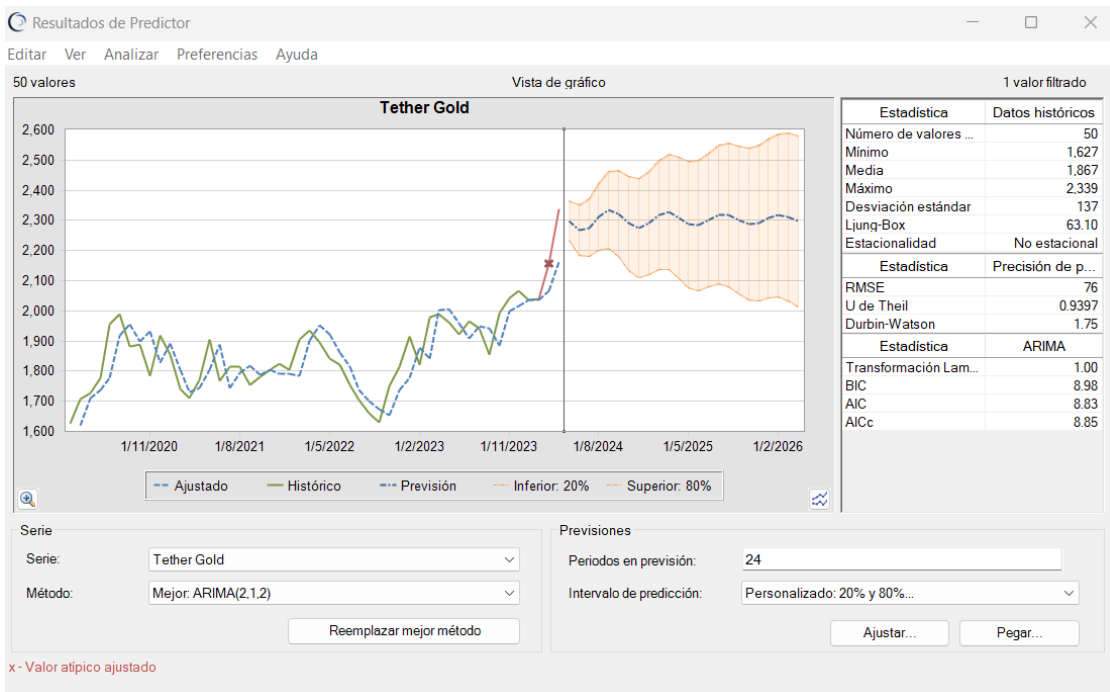 Resultados de Predictor
Editar Ver Analizar Preferencias Ayuda
50 valores Vista de gráfico 1 valor filtrado
Tether Gold
2,600
2,500
2,400
2,300
2,200
2,100
2,000
1,900
1,800
1,700
1,600
1/11/2020 1/8/2021 1/5/2022 1/2/2023 1/11/2023 1/8/2024 1/5/2025 1/2/2026
Ajustado Histórico Previsión Inferior: 20% Superior: 80%
Estadística Datos históricos
Número de valores ... 50
Mínimo 1,627
Media 1,867
Máximo 2,339
Desviación estándar 137
Ljung-Box 63.10
Estacionalidad No estacional
Estadística Precisión de p...
RMSE 76
U de Theil 0.9397
Durbin-Watson 1.75
Estadística ARIMA
Transformación Lam... 1.00
BIC 8.98
AIC 8.83
AICc 8.85
Serie
Serie: Tether Gold
Método: Mejor: ARIMA(2,1,2)
Reemplazar mejor método
Previsiones
Periodos en previsión: 24
Intervalo de predicción: Personalizado: 20% y 80%...
Ajustar... Pegar...
x - Valor atípico ajustado